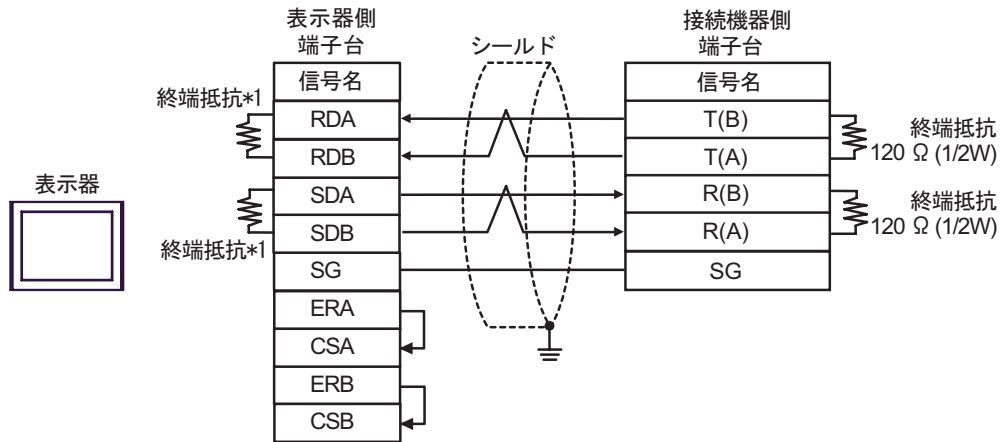 表示器側
端子台
シールド
接続機器側
端子台
信号名
信号名
終端抵抗*1
RDA
T(B)
終端抵抗
120 Ω (1/2W)
RDB
T(A)
表示器
SDA
R(B)
終端抵抗
120 Ω (1/2W)
SDB
R(A)
終端抵抗*1
SG
SG
ERA
CSA
ERB
CSB